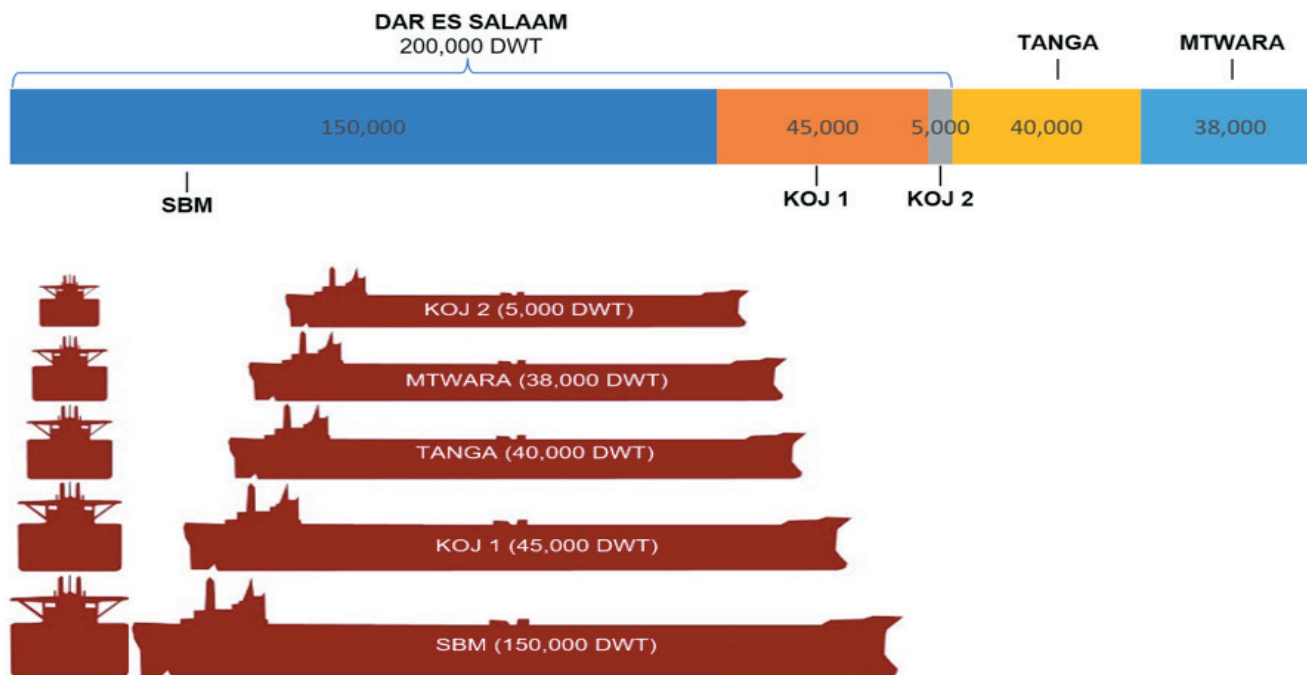 DAR ES SALAAM
200,000 DWT
TANGA
MTWARA
150,000
45,000
5,000
40,000
38,000
SBM
KOJ 1
KOJ 2
KOJ 2 (5,000 DWT)
MTWARA (38,000 DWT)
TANGA (40,000 DWT)
KOJ 1 (45,000 DWT)
SBM (150,000 DWT)